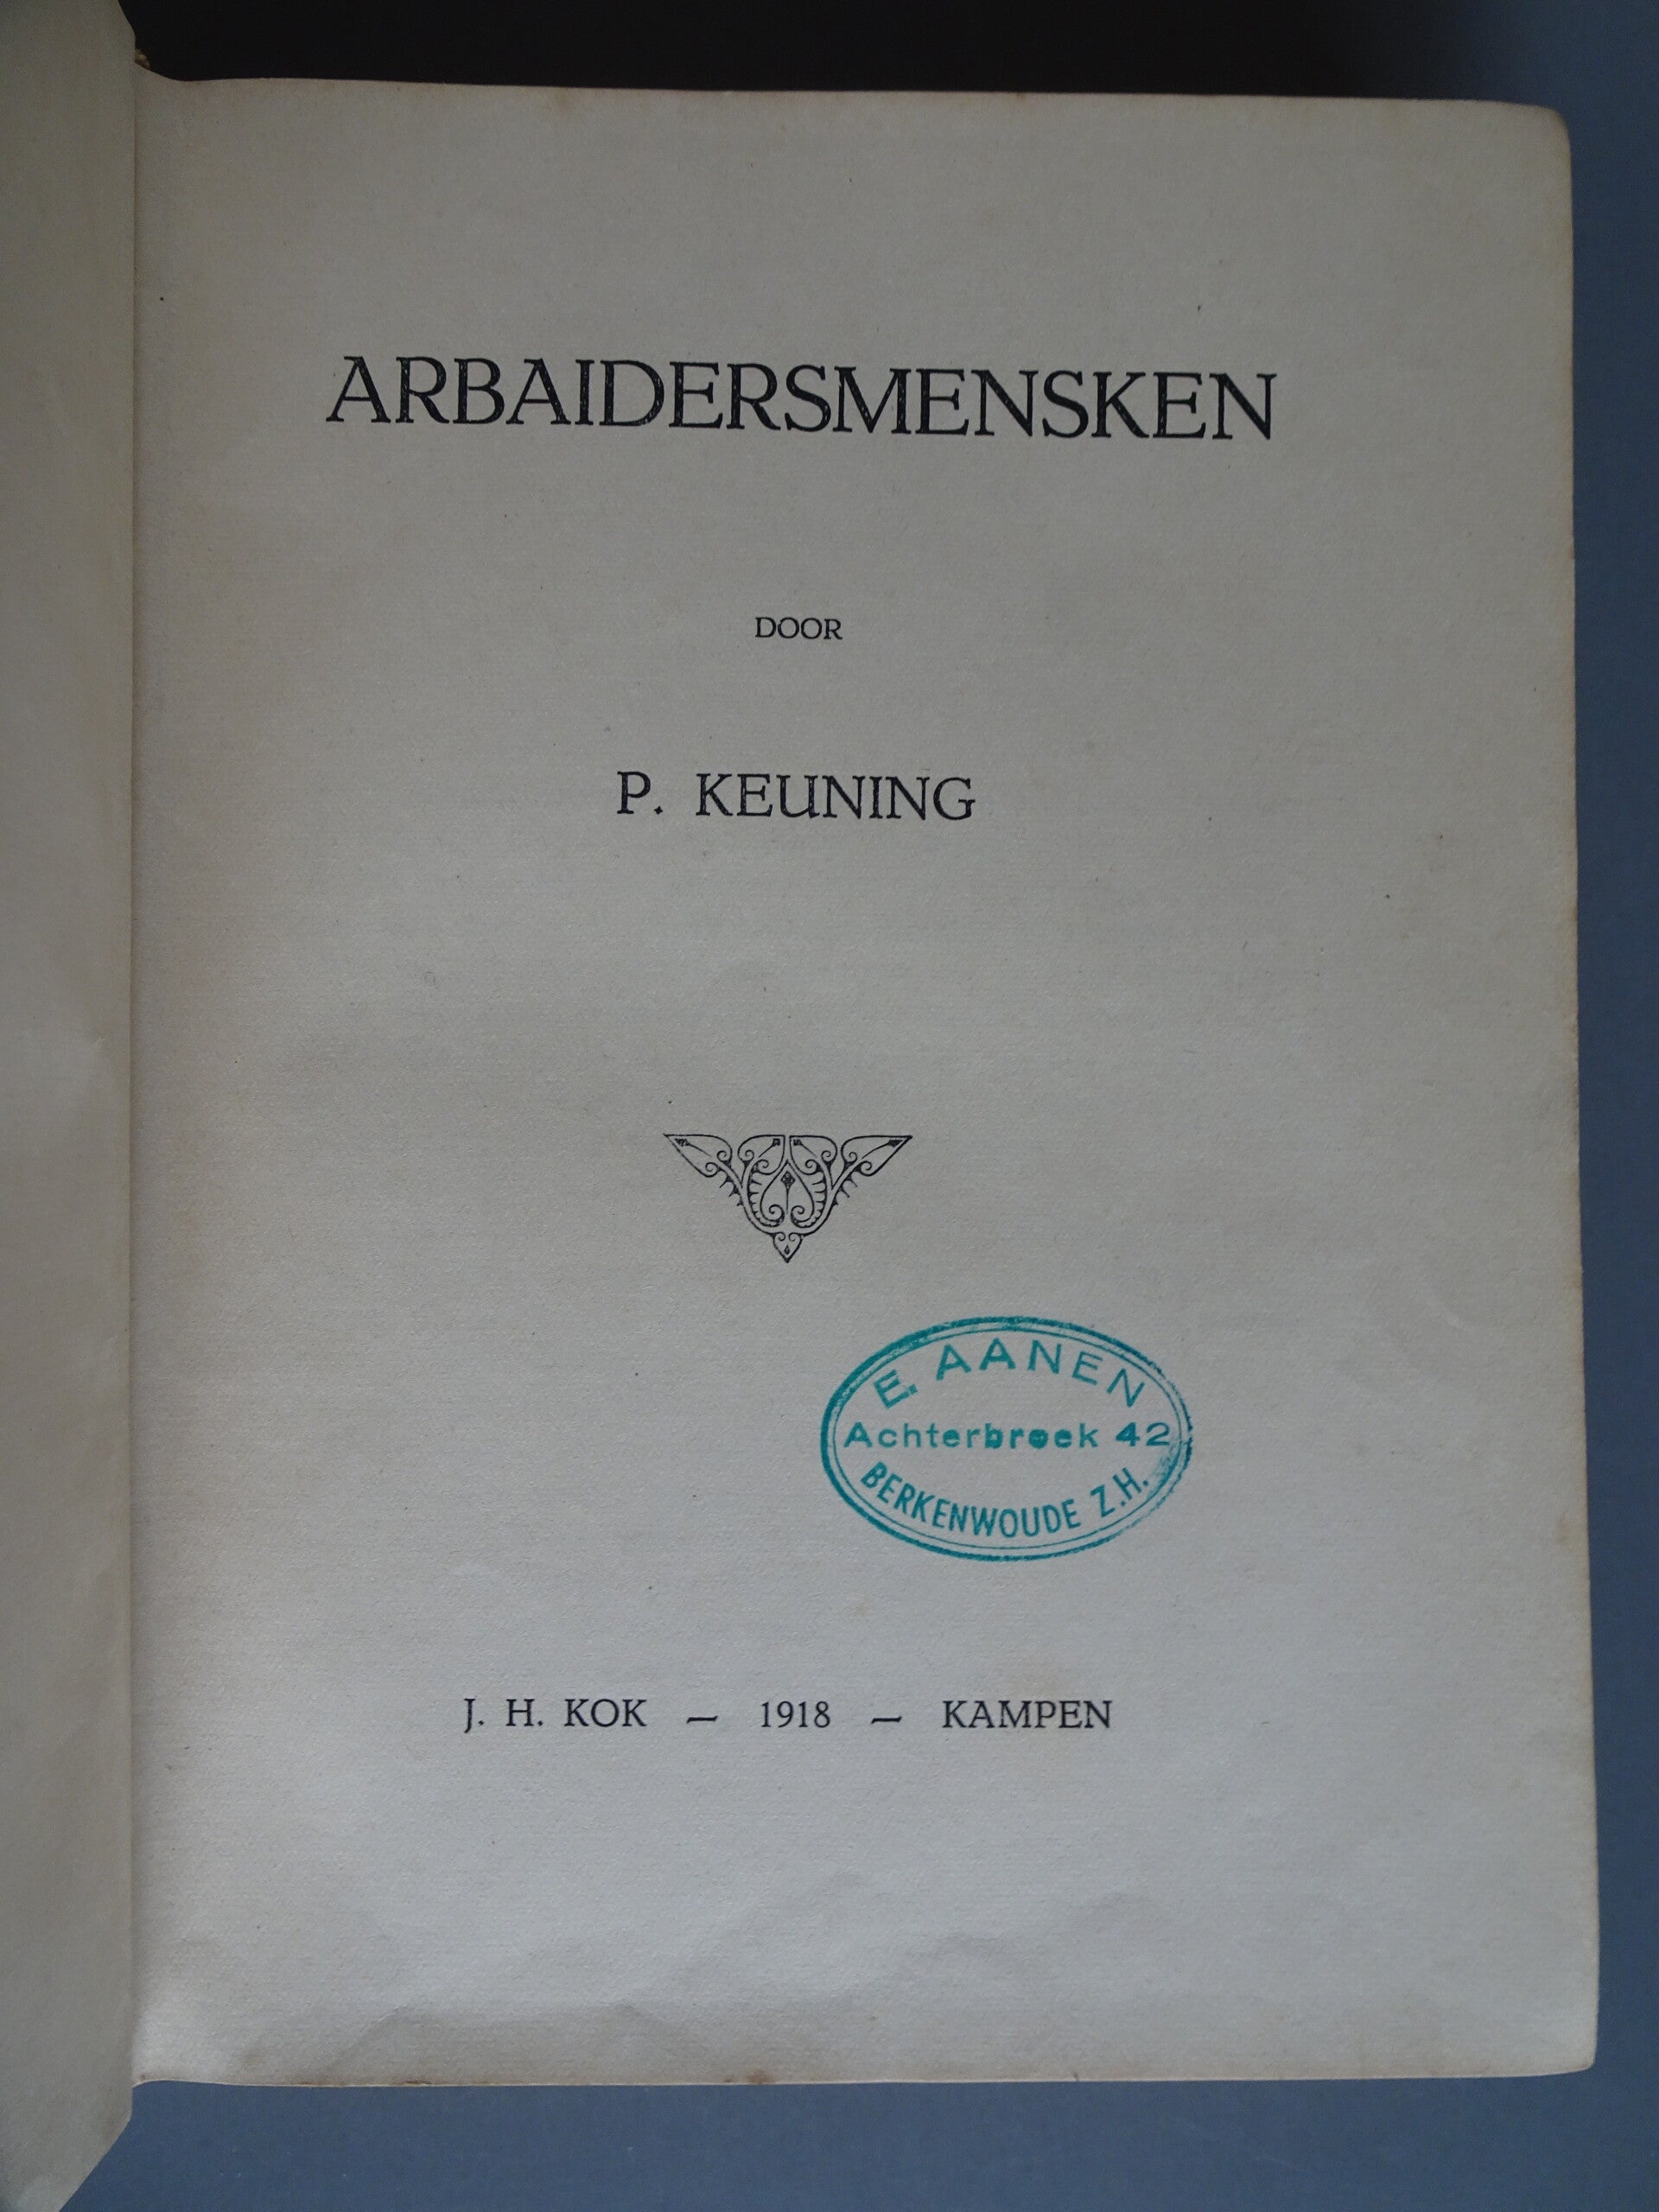 ARBAIDERSMENSKEN
DOOR
P. KEUNING
E. AANEN
Achterbroek 42
BERKENWOUDE Z.H.
J. H. KOK — 1918 — KAMPEN